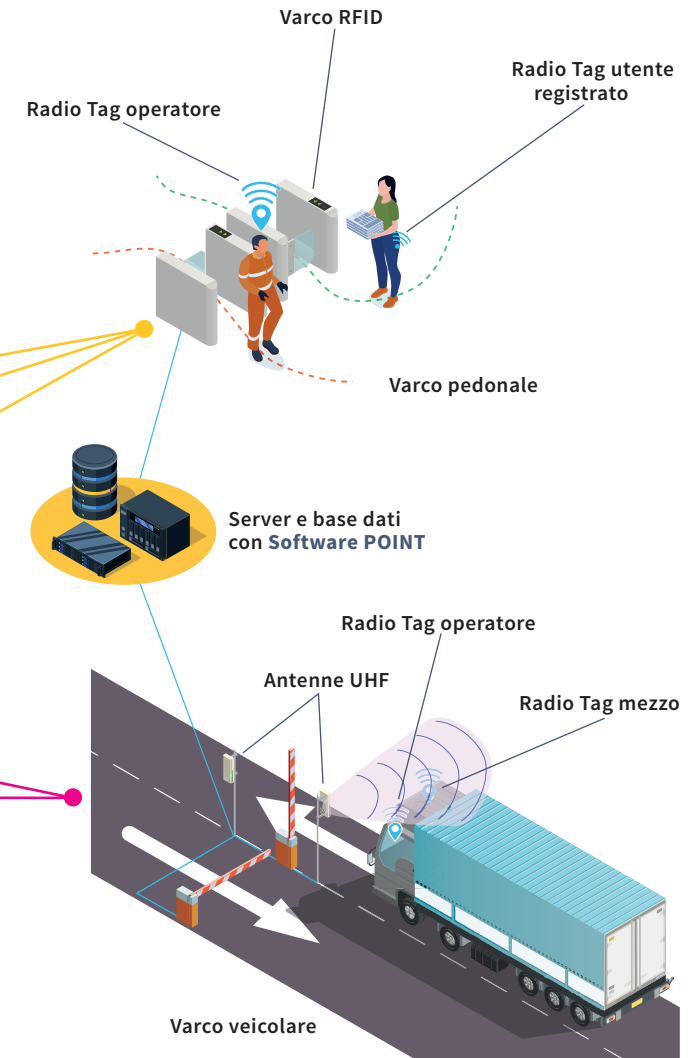 Varco RFID
Radio Tag utente
registrato
Radio Tag operatore
Varco pedonale
Server e base dati
con Software POINT
Radio Tag operatore
Antenne UHF
Radio Tag mezzo
Varco veicolare